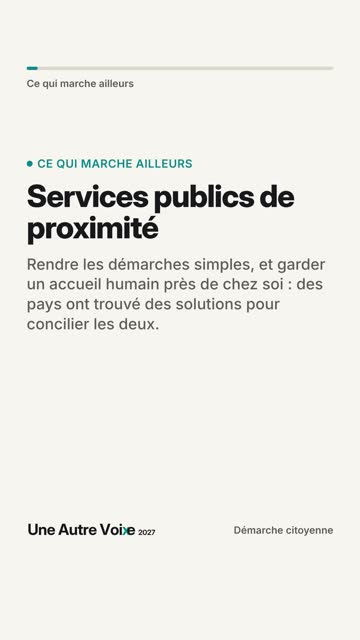 Ce qui marche ailleurs
CE QUI MARCHE AILLEURS
Services publics de
proximité
Rendre les démarches simples, et garder
un accueil humain près de chez soi : des
pays ont trouvé des solutions pour
concilier les deux.
Une Autre Voixe 2027
Démarche citoyenne